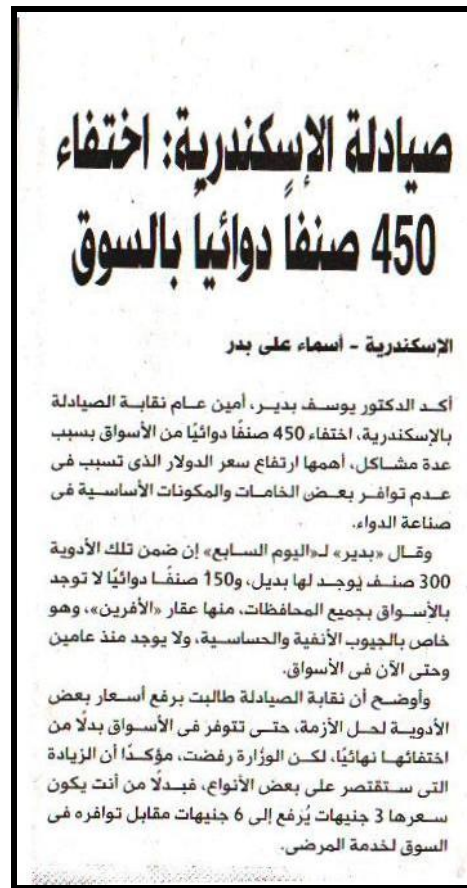 صيادلة الإسكندرية: اختفاء
450 صنفا دوائيا بالسوق
الإسكندرية - أسماء على بدر
أكد الدكتور يوسف بدير، أمين عام نقابة الصيادلة
بالإسكندرية، اختفاء 450 صنفًا دوائيًا من الأسواق بسبب
عدة مشاكل، أهمها ارتفاع سعر الدولار الذى تسبب فى
عدم توافر بعض الخامات والمكونات الأساسية فى
صناعة الدواء.
وقال «بدير» لـ«اليوم السابع» إن ضمن تلك الأدوية
300 صنف يُوجد لها بديل، و150 صنفًا دوائيًا لا توجد
بالأسواق بجميع المحافظات، منها عقار «الأفرين»، وهو
خاص بالجيوب الأنفية والحساسية، ولا يوجد منذ عامين
وحتى الآن فى الأسواق.
وأوضح أن نقابة الصيادلة طالبت برفع أسعار بعض
الأدوية لحل الأزمة، حتى تتوفر فى الأسواق بدلًا من
اختفائها نهائيًا، لكن الوزارة رفضت، مؤكدًا أن الزيادة
التى ستقتصر على بعض الأنواع، فبدلًا من أنت يكون
سعرها 3 جنيهات يُرفع إلى 6 جنيهات مقابل توافره فى
السوق لخدمة المرضى.